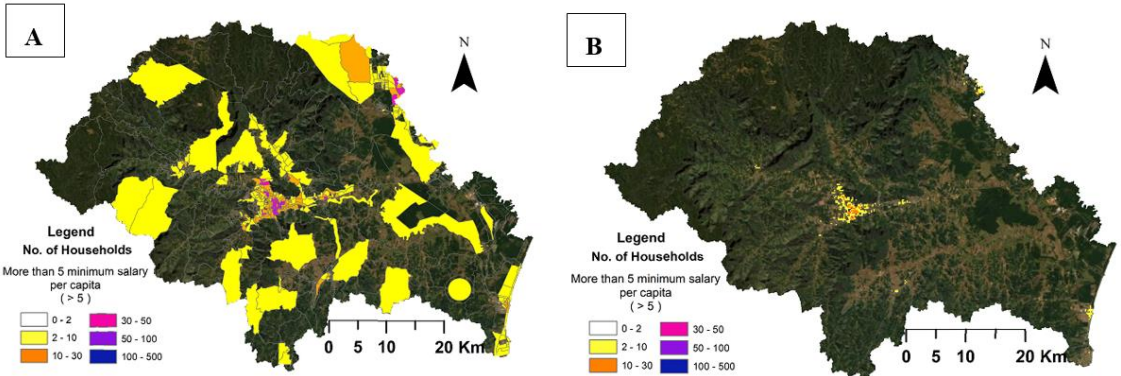 A
N
Legend
No. of Households
More than 5 minimum salary
per capita
( > 5 )
0 - 2
30 - 50
2 - 10
50 - 100
10 - 30
100 - 500
0 5 10 20 Km
B
N
Legend
No. of Households
More than 5 minimum salary
per capita
( > 5 )
0 - 2
30 - 50
2 - 10
50 - 100
10 - 30
100 - 500
0 5 10 20 Km